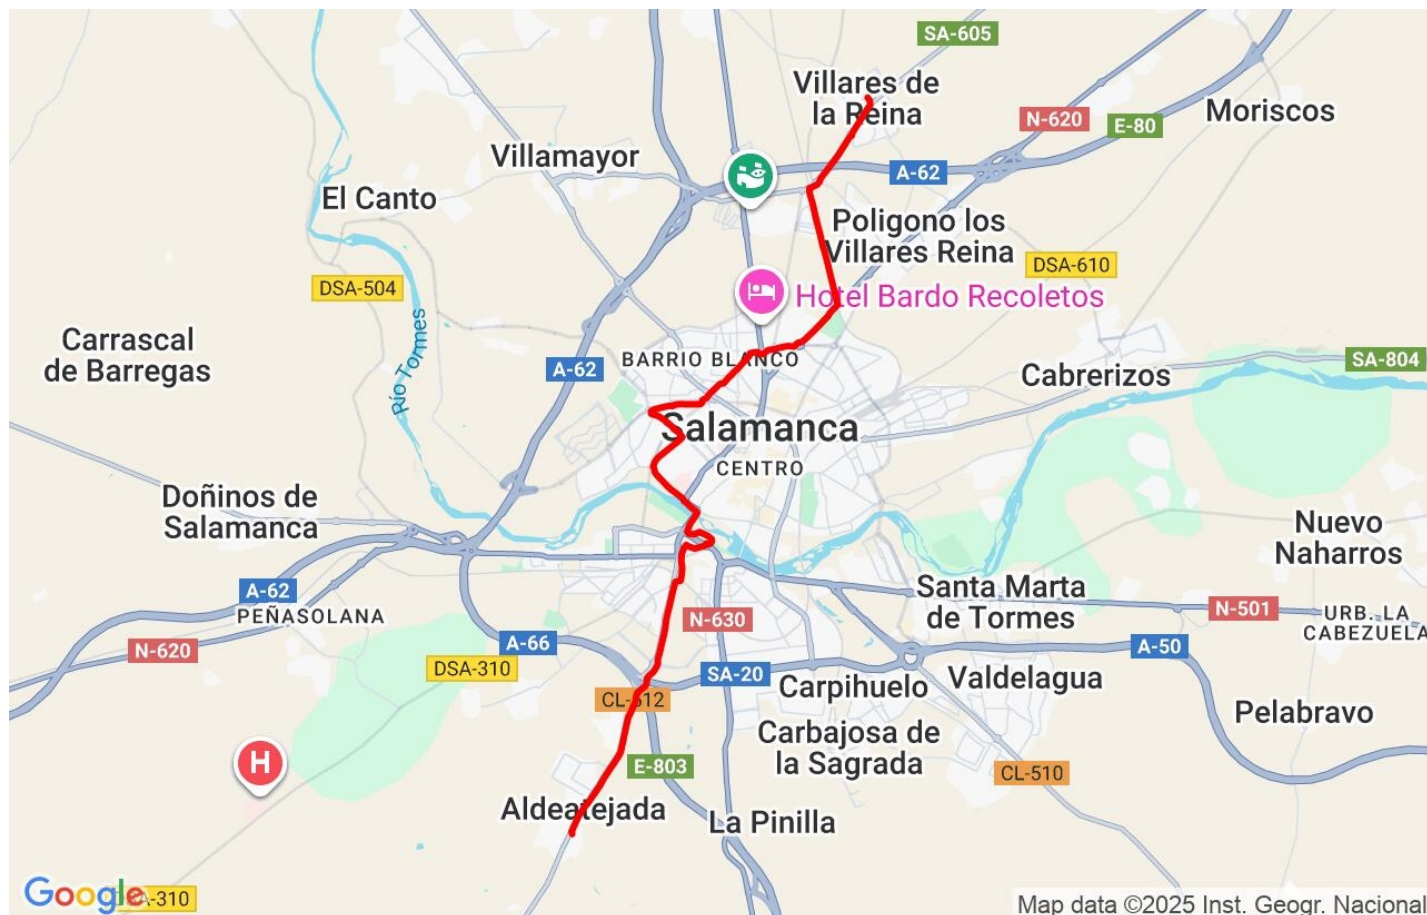 SA-605
Villares de
la Reina
N-620
E-80
Moriscos
Villamayor
A-62
El Canto
Poligono los
Villares Reina
DSA-610
DSA-504
Hotel Bardo Recoletos
Río Tormes
Carrascal
de Barregas
A-62
BARRIO BLANCO
SA-804
Cabrerizos
Salamanca
CENTRO
Doñinos de
Salamanca
Nuevo
Naharros
A-62
PEÑASOLANA
Santa Marta
de Tormes
N-501
URB. LA
CABEZUELA
N-630
N-620
A-66
A-50
DSA-310
SA-20
Carpihuelo
Valdelagua
CL-512
Pelabravo
Carbajosa de
la Sagrada
H
E-803
CL-510
Aldeatejada
La Pinilla
Google
DSA-310
Map data ©2025 Inst. Geogr. Nacional